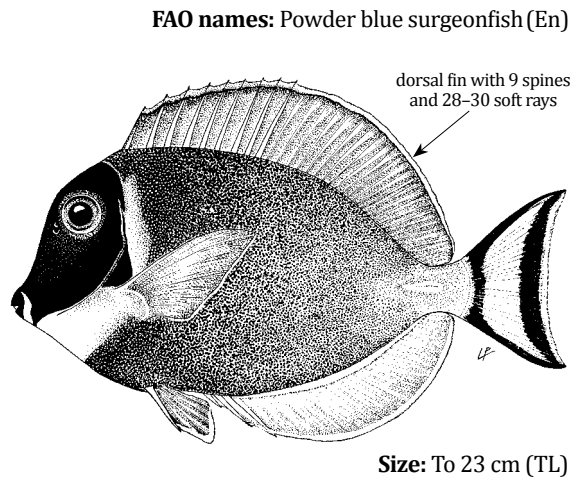 FAO names: Powder blue surgeonfish (En)
dorsal fin with 9 spines
and 28–30 soft rays
Size: To 23 cm (TL)